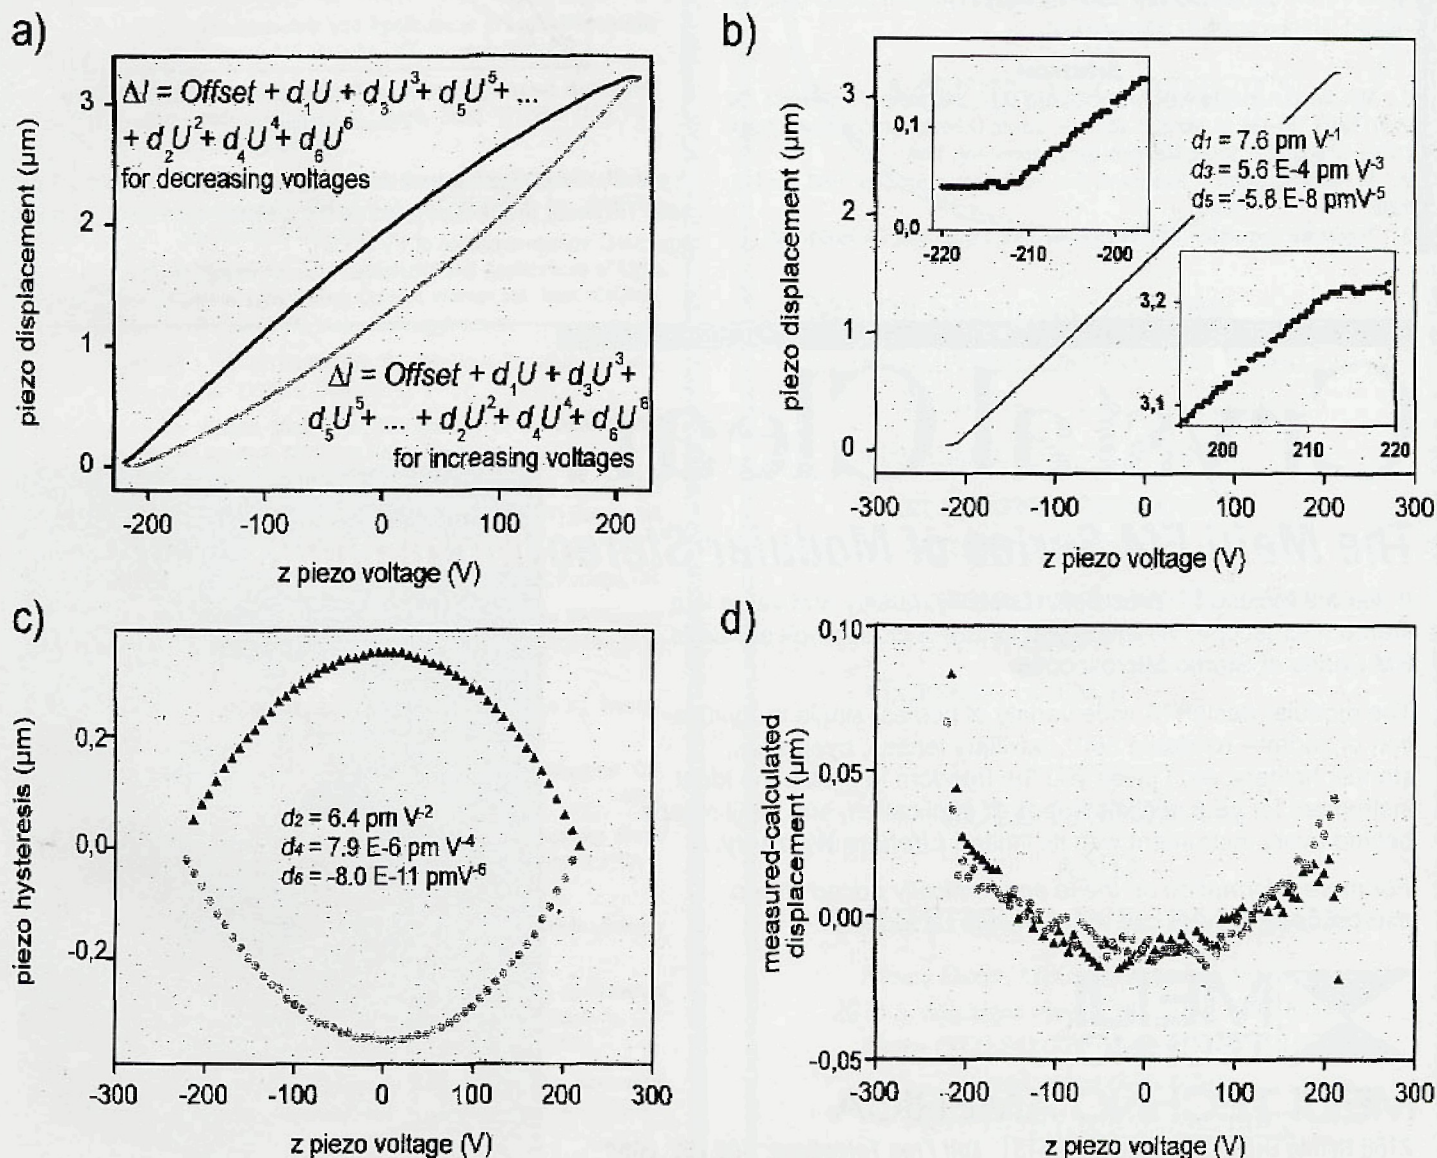 a)
Δl = Offset + d1U + d3U3+ d5U5+ ...
+ d2U2+ d4U4+ d6U6
for decreasing voltages
Δl = Offset + d1U + d3U3+
d5U5+ ... + d2U2+ d4U4+ d6U6
for increasing voltages
3
2
1
0
piezo displacement (µm)
-200 -100 0 100 200
z piezo voltage (V)
b)
d1 = 7.6 pm V-1
d3 = 5.6 E-4 pm V-3
d5 = -5.8 E-8 pmV-5
0,1
0,0
-220 -210 -200
3,2
3,1
200 210 220
3
2
1
0
piezo displacement (µm)
-300 -200 -100 0 100 200 300
z piezo voltage (V}
The
of Modular Stereo
c)
d2 = 6.4 pm V-2
d4 = 7.9 E-6 pm V-4
d6 = -8.0 E-11 pmV-6
0,2
0,0
-0,2
piezo hysteresis (µm)
-300 -200 -100 0 100 200 300
z piezo voltage (V)
d)
0,10
0,05
0,00
-0,05
measured-calculated
displacement (µm)
-300 -200 -100 0 100 200 300
z piezo voltage (V)